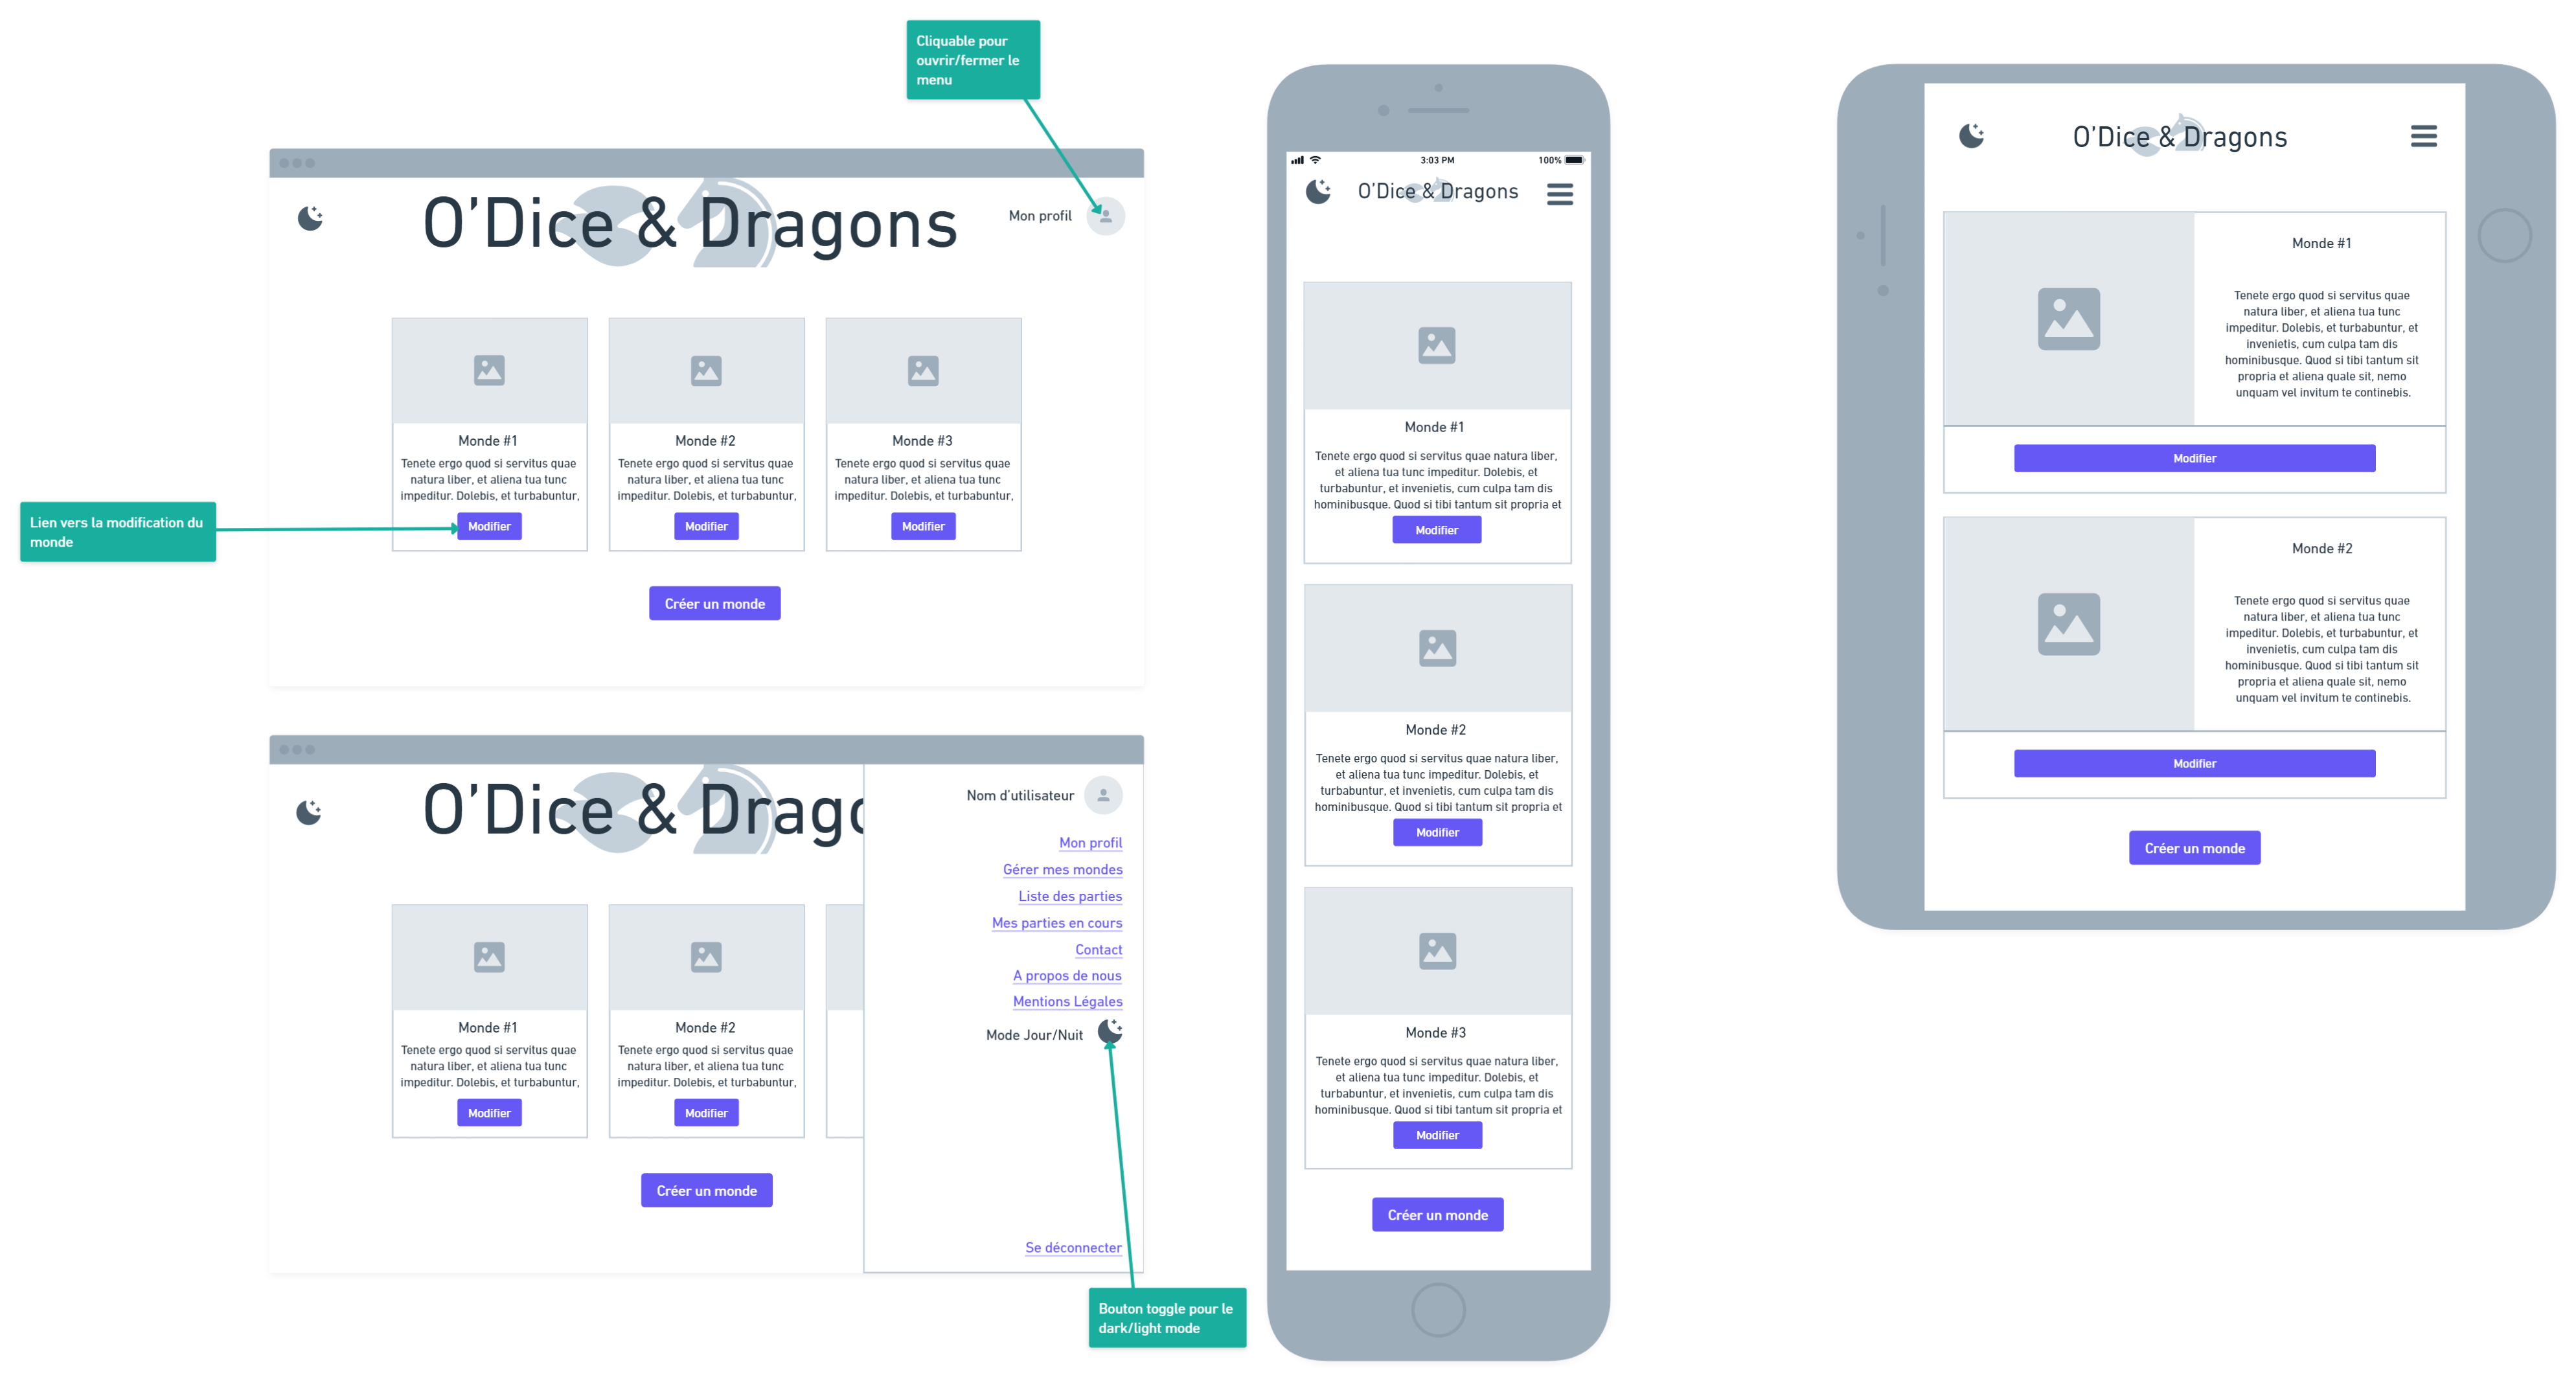 Cliquable pour
ouvrir/fermer le
menu
O'Dice & Dragons
Mon profil
Monde #1
Tenete ergo quod si servitus quae
natura liber, et aliena tua tunc
impeditur. Dolebis, et turbabuntur,
Modifier
Monde #2
Tenete ergo quod si servitus quae
natura liber, et aliena tua tunc
impeditur. Dolebis, et turbabuntur,
Modifier
Monde #3
Tenete ergo quod si servitus quae
natura liber, et aliena tua tunc
impeditur. Dolebis, et turbabuntur,
Modifier
Lien vers la modification du
monde
Créer un monde
O'Dice & Drago
Nom d'utilisateur
Mon profil
Gérer mes mondes
Liste des parties
Mes parties en cours
Contact
A propos de nous
Mentions Légales
Mode Jour/Nuit
Se déconnecter
Monde #1
Tenete ergo quod si servitus quae
natura liber, et aliena tua tunc
impeditur. Dolebis, et turbabuntur,
Modifier
Monde #2
Tenete ergo quod si servitus quae
natura liber, et aliena tua tunc
impeditur. Dolebis, et turbabuntur,
Modifier
Créer un monde
Bouton toggle pour le
dark/light mode
3:03 PM
100%
O'Dice & Dragons
Monde #1
Tenete ergo quod si servitus quae natura liber,
et aliena tua tunc impeditur. Dolebis, et
turbabuntur, et invenietis, cum culpa tam dis
hominibusque. Quod si tibi tantum sit propria et
Modifier
Monde #2
Tenete ergo quod si servitus quae natura liber,
et aliena tua tunc impeditur. Dolebis, et
turbabuntur, et invenietis, cum culpa tam dis
hominibusque. Quod si tibi tantum sit propria et
Modifier
Monde #3
Tenete ergo quod si servitus quae natura liber,
et aliena tua tunc impeditur. Dolebis, et
turbabuntur, et invenietis, cum culpa tam dis
hominibusque. Quod si tibi tantum sit propria et
Modifier
Créer un monde
O'Dice & Dragons
Monde #1
Tenete ergo quod si servitus quae
natura liber, et aliena tua tunc
impeditur. Dolebis, et turbabuntur, et
invenietis, cum culpa tam dis
hominibusque. Quod si tibi tantum sit
propria et aliena quale sit, nemo
unquam vel invitum te continebis.
Modifier
Monde #2
Tenete ergo quod si servitus quae
natura liber, et aliena tua tunc
impeditur. Dolebis, et turbabuntur, et
invenietis, cum culpa tam dis
hominibusque. Quod si tibi tantum sit
propria et aliena quale sit, nemo
unquam vel invitum te continebis.
Modifier
Créer un monde